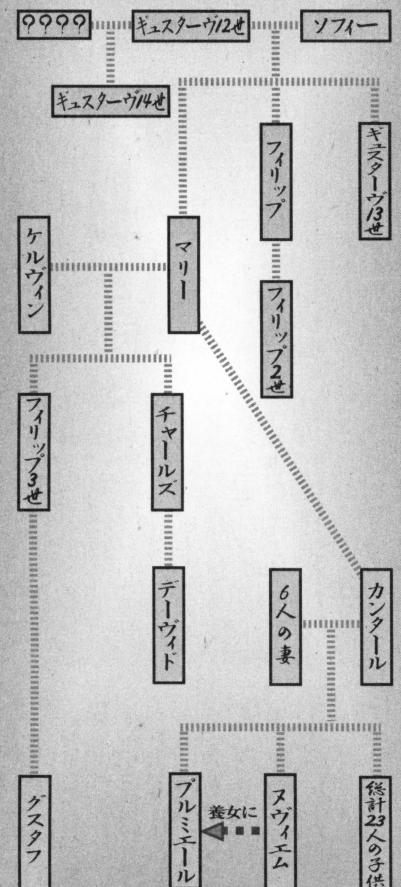 ????
ギュスターヴ12世
ソフィー
ギュスターヴ14世
フィリップ
ギュスターヴ13世
ケルヴィン
マリー
フィリップ2世
フィリップ3世
チャールズ
6人の妻
カンタール
デーヴィド
グスタフ
プルミエール
養女に
ヌヴィエム
総計23人の子供